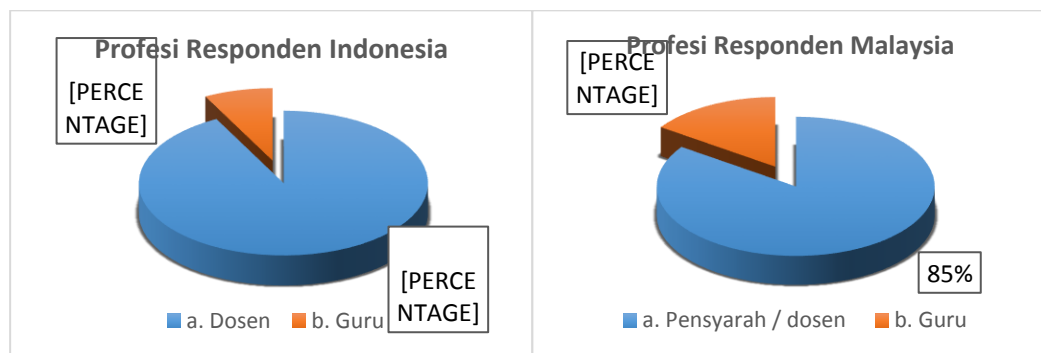 Profesi Responden Indonesia
[PERCE
NTAGE]
[PERCE
NTAGE]
a. Dosen b. Guru
Profesi Responden Malaysia
[PERCE
NTAGE]
85%
a. Pensyarah / dosen b. Guru